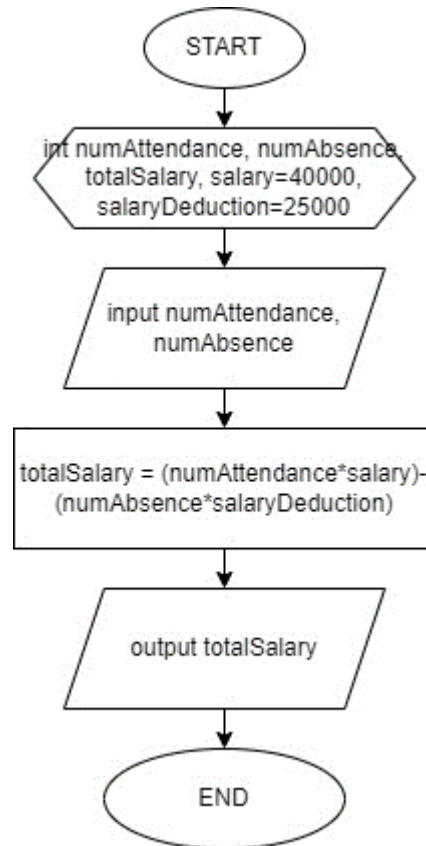 START
int numAttendance, numAbsence,
totalSalary, salary=40000,
salaryDeduction=25000
input numAttendance,
numAbsence
totalSalary = (numAttendance*salary)-
(numAbsence*salaryDeduction)
output totalSalary
END